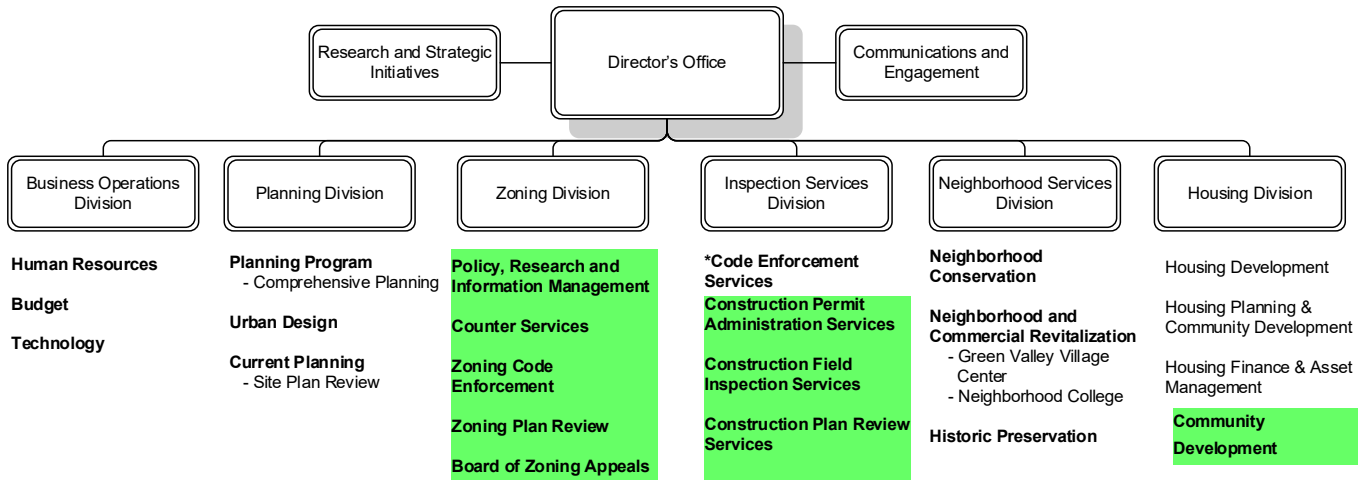 Research and Strategic
Initiatives
Director's Office
Communications and
Engagement
Business Operations
Division
Planning Division
Zoning Division
Inspection Services
Division
Neighborhood Services
Division
Housing Division
Human Resources
Budget
Technology
Planning Program
- Comprehensive Planning
Urban Design
Current Planning
- Site Plan Review
Policy, Research and
Information Management
Counter Services
Zoning Code
Enforcement
Zoning Plan Review
Board of Zoning Appeals
*Code Enforcement
Services
Construction Permit
Administration Services
Construction Field
Inspection Services
Construction Plan Review
Services
Neighborhood
Conservation
Neighborhood and
Commercial Revitalization
- Green Valley Village
Center
- Neighborhood College
Historic Preservation
Housing Development
Housing Planning &
Community Development
Housing Finance & Asset
Management
Community
Development